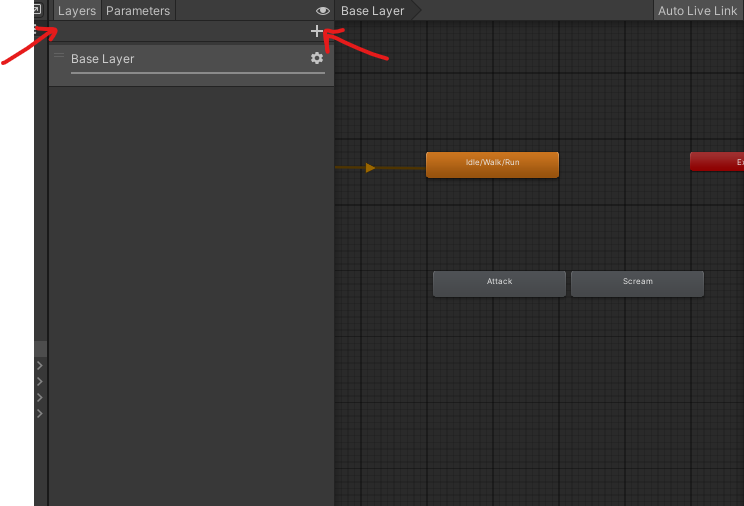 Layers Parameters Base Layer Auto Live Link
Base Layer
Idle/Walk/Run
Attack Scream